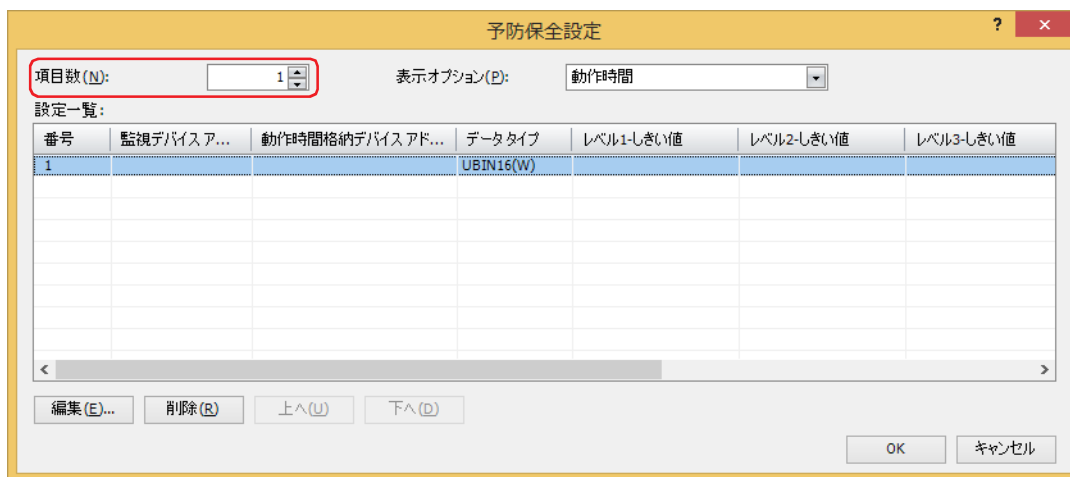 予防保全設定
? ×
項目数(N): 1 表示オプション(P): 動作時間
設定一覧:
番号 監視デバイス ア... 動作時間格納デバイス アド... データ タイプ レベル1-しきい値 レベル2-しきい値 レベル3-しきい値
1 UBIN16(W)
編集(E)... 削除(R) 上へ(U) 下へ(D)
OK キャンセル